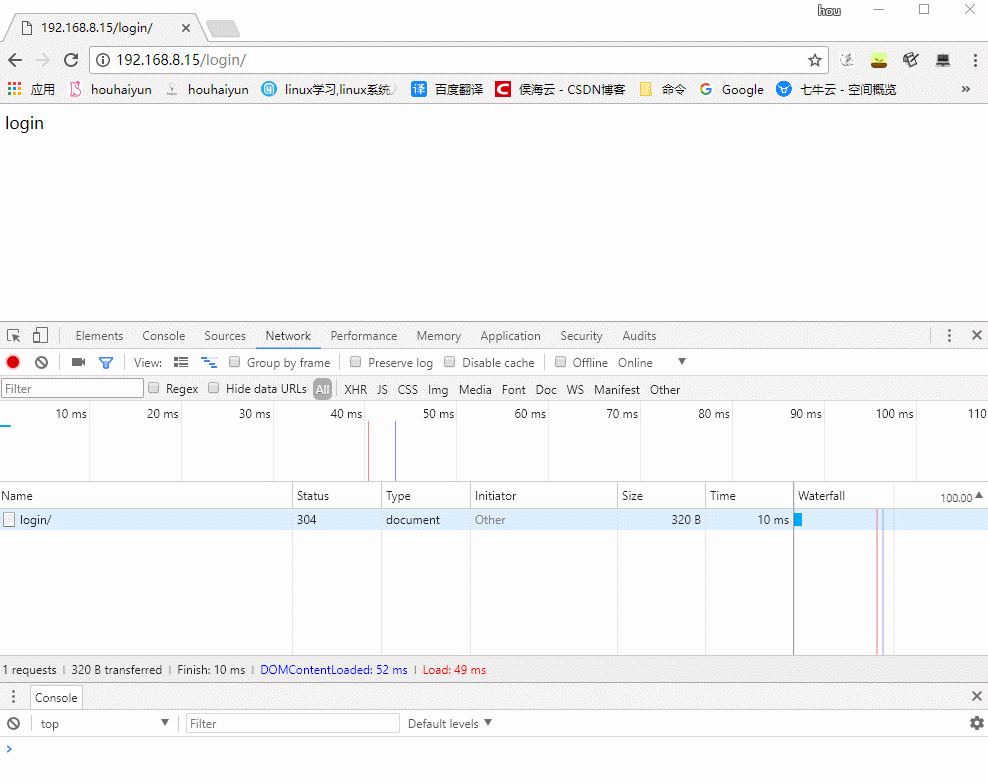 hou
192.168.8.15/login/
192.168.8.15/login/
应用 houhaiyun houhaiyun linux学习,linux系统 百度翻译 侯海云 - CSDN博客 命令 Google 七牛云 - 空间概览 »
login
Elements Console Sources Network Performance Memory Application Security Audits
View: Group by frame Preserve log Disable cache Offline Online
Filter Regex Hide data URLs All XHR JS CSS Img Media Font Doc WS Manifest Other
10 ms 20 ms 30 ms 40 ms 50 ms 60 ms 70 ms 80 ms 90 ms 100 ms 110
Name Status Type Initiator Size Time Waterfall 100.00
login/ 304 document Other 320 B 10 ms
1 requests | 320 B transferred | Finish: 10 ms | DOMContentLoaded: 52 ms | Load: 49 ms
Console
top Filter Default levels